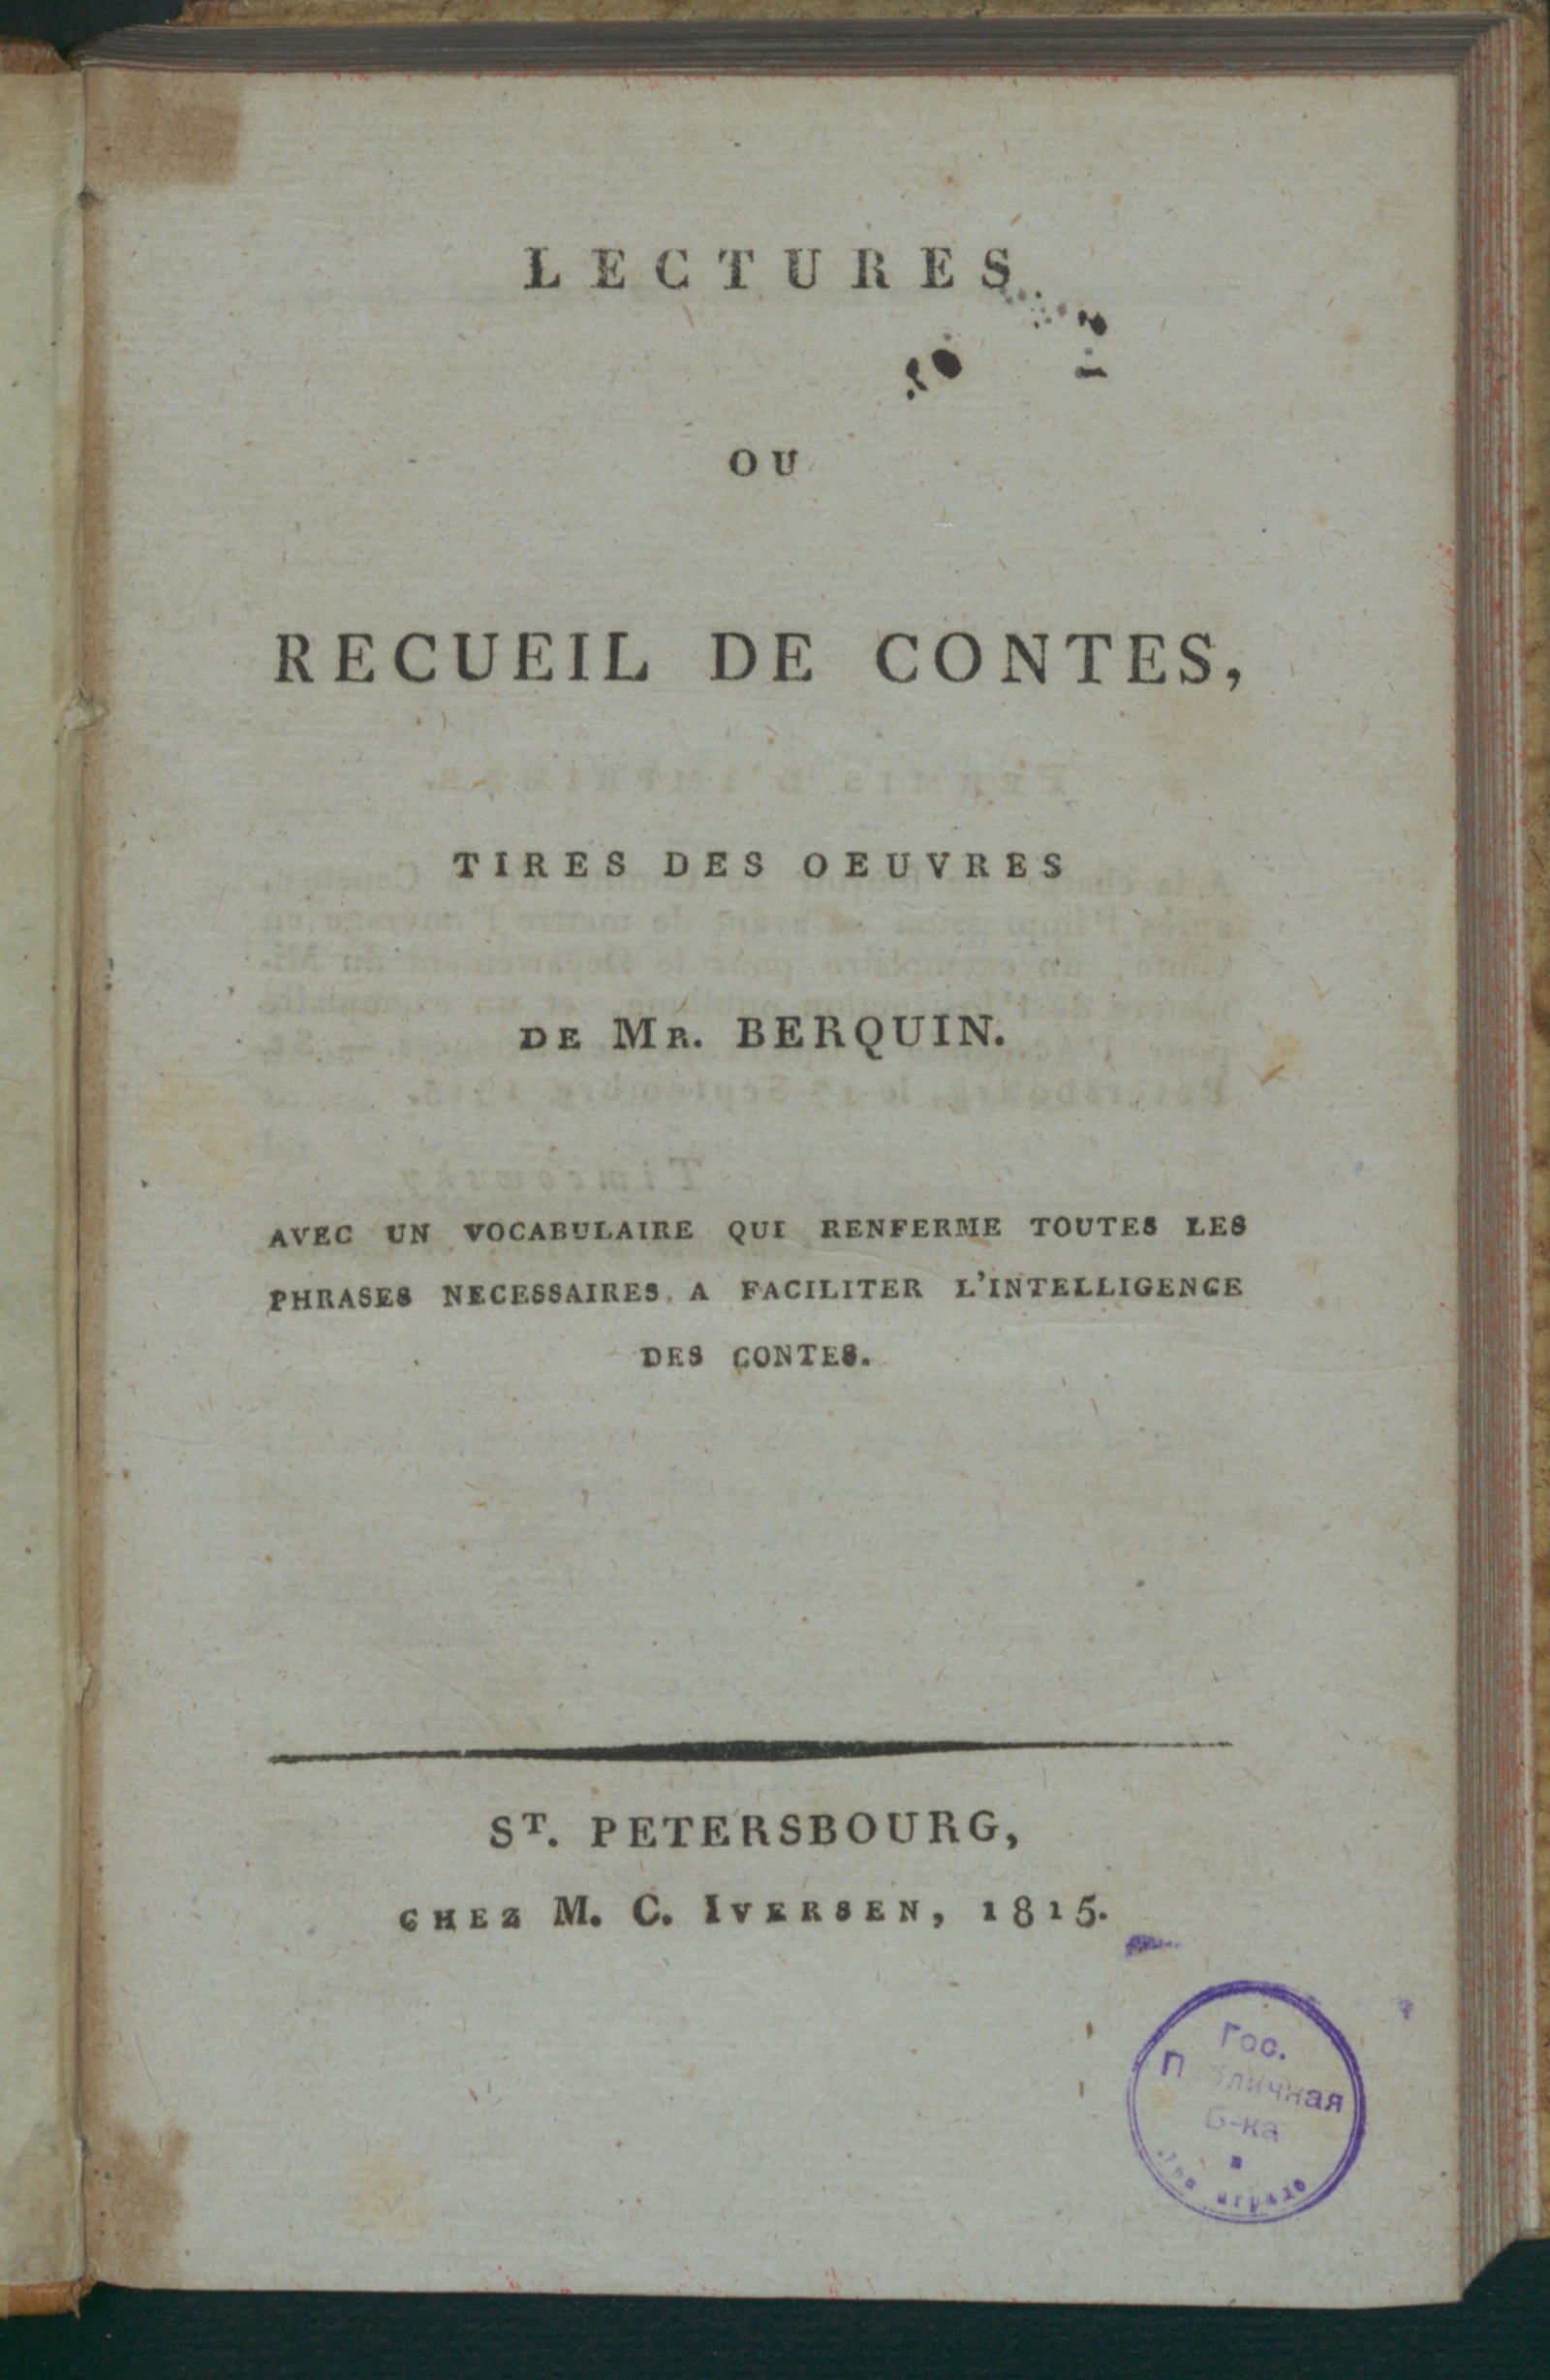 LECTURES
OU
RECUEIL DE CONTES,
TIRES DES OEUVRES
DE MR. BERQUIN.
AVEC UN VOCABULAIRE QUI RENFERME TOUTES LES
PHRASES NECESSAIRES A FACILITER L'INTELLIGENCE
DES CONTES.
ST. PETERSBOURG,
CHEZ M. C. IVERSEN, 1815.
Гос.
Публичная
Б-ка